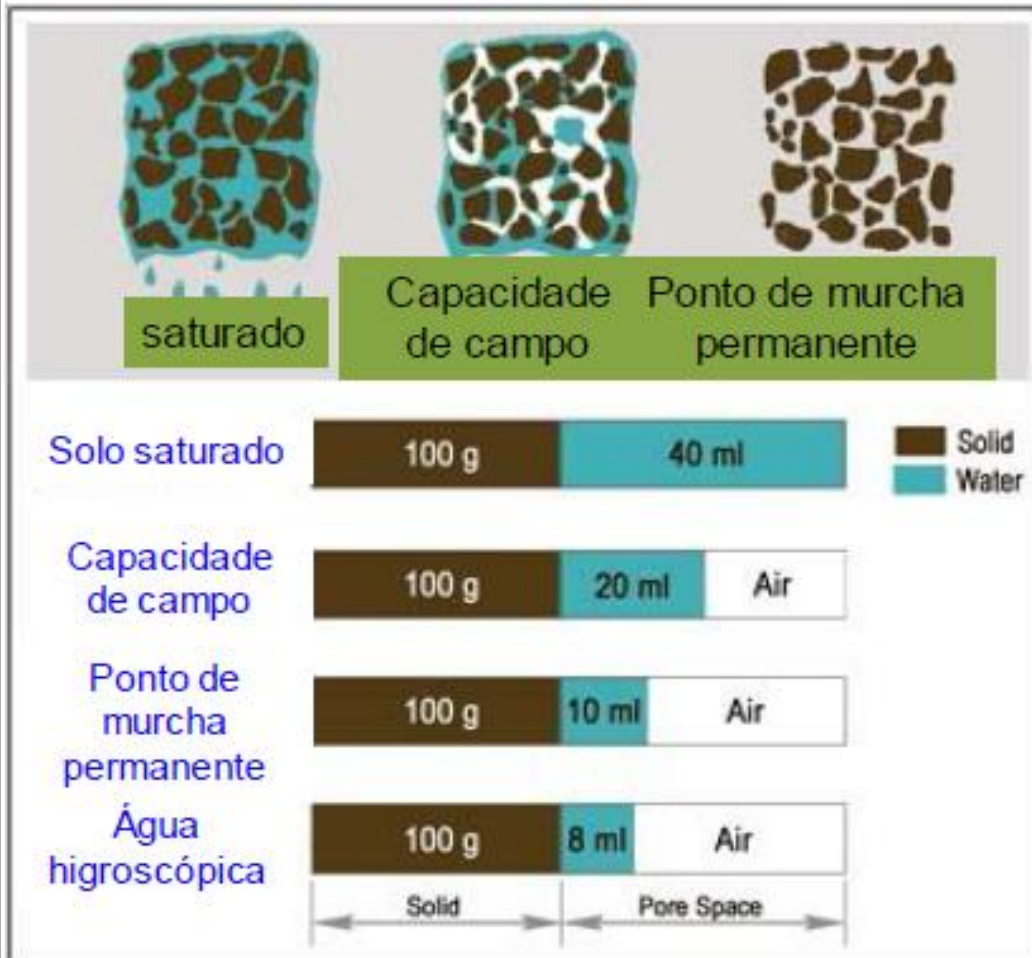 saturado
Capacidade
de campo
Ponto de murcha
permanente
Solo saturado
100 g
40 ml
Solid
Water
Capacidade
de campo
100 g
20 ml
Air
Ponto de
murcha
permanente
100 g
10 ml
Air
Água
higroscópica
100 g
8 ml
Air
Solid
Pore Space